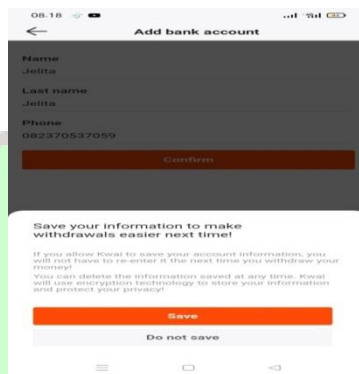 08.18
Add bank account
Name
Jelita
Last name
Jelita
Phone
082370537059
Confirm
Save your information to make
withdrawals easier next time!
If you allow Kwai to save your account information, you
will not have to re-enter it the next time you withdraw your
money!
You can delete the information saved at any time. Kwai
will use encryption technology to store your information
and protect your privacy!
Save
Do not save